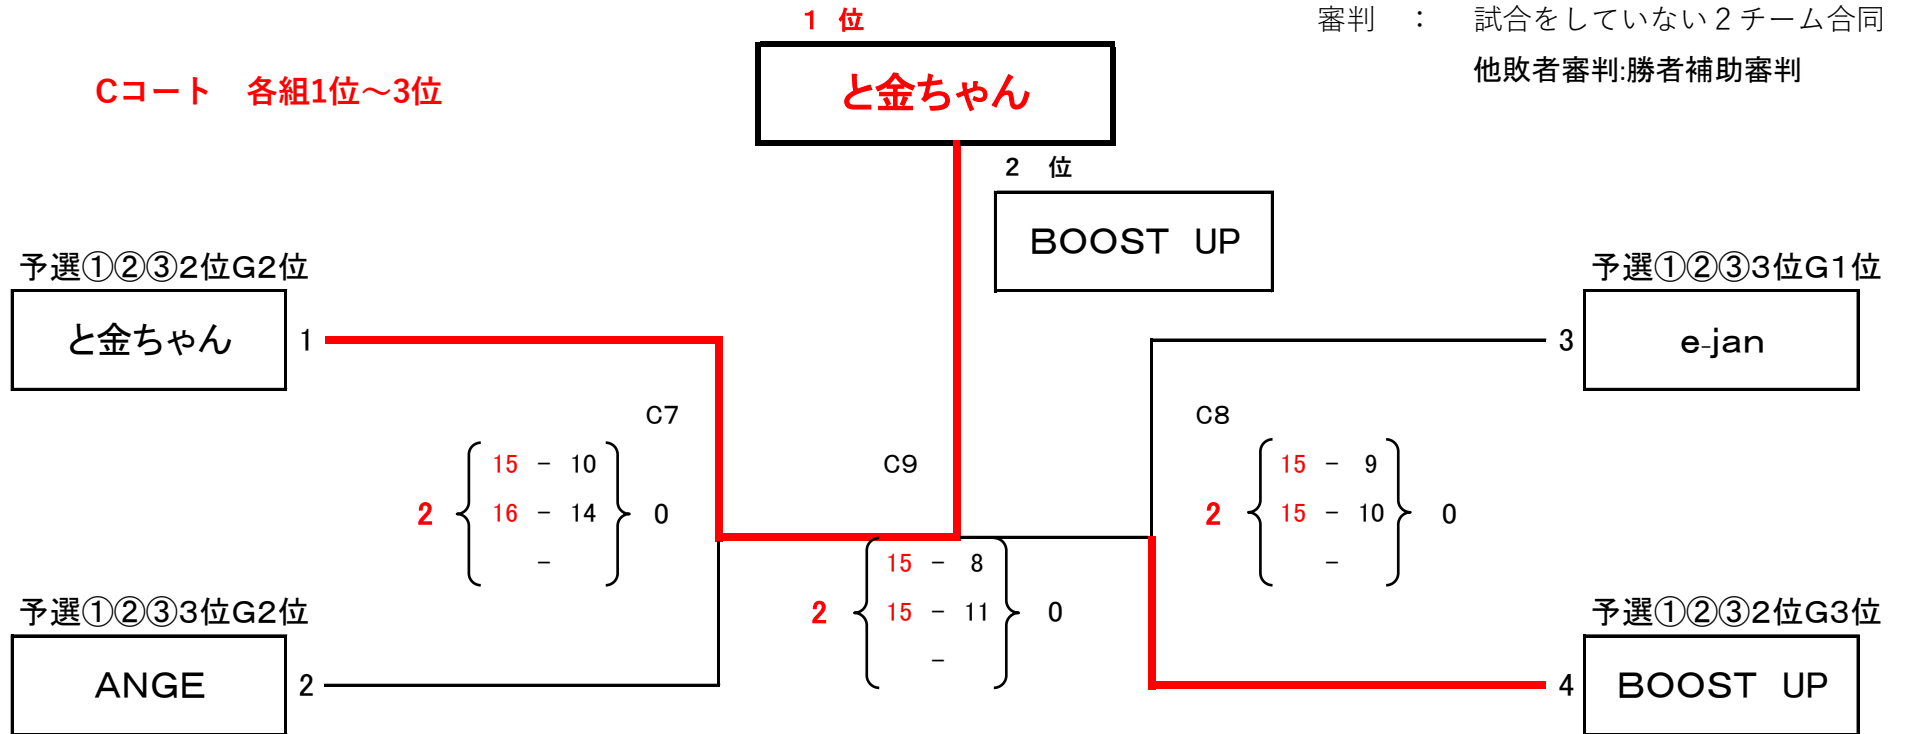 1 位
審判 : 試合をしていない2チーム合同
Cコート 各組1位～3位
と金ちゃん
他敗者審判:勝者補助審判
2 位
BOOST UP
予選①②③2位G2位
予選①②③3位G1位
と金ちゃん 1
3 e-jan
C7
C8
C9
15 - 10
2 16 - 14 0
-
15 - 9
2 15 - 10 0
-
15 - 8
2 15 - 11 0
-
予選①②③3位G2位
予選①②③2位G3位
ANGE 2
4 BOOST UP